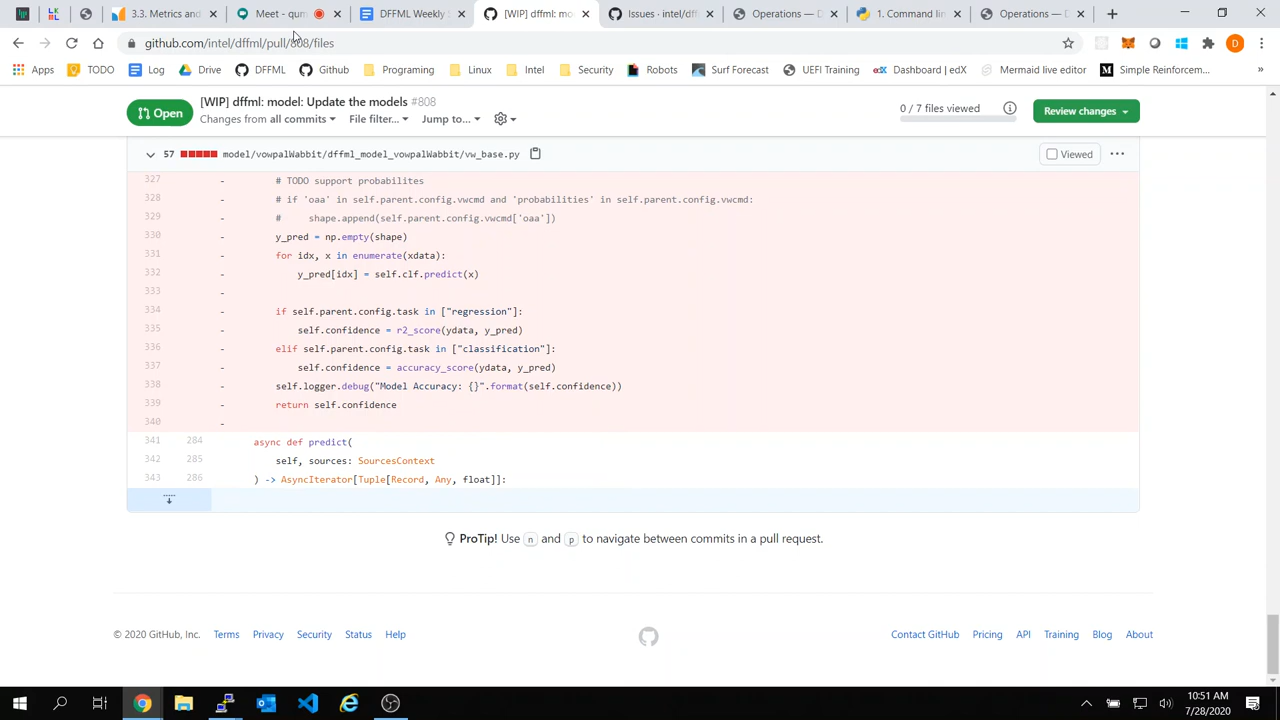 3.3. Metrics and
Meet - qum
DFFML Weekly
[WIP] dffml: mo
Issues · intel/dff
Operations —
1. Command lin
Operations — D
github.com/intel/dffml/pull/808/files
Apps
TODO
Log
Drive
DFFML
Github
Programing
Linux
Intel
Security
Robots
Surf Forecast
UEFI Training
Dashboard | edX
Mermaid live editor
Simple Reinforcem...
»
Open
[WIP] dffml: model: Update the models #808
Changes from all commits
File filter...
Jump to...
0 / 7 files viewed
Review changes
57 model/vowpalWabbit/dffml_model_vowpalWabbit/vw_base.py
Viewed
327 - # TODO support probabilites
328 - # if 'oaa' in self.parent.config.vwcmd and 'probabilities' in self.parent.config.vwcmd:
329 - # shape.append(self.parent.config.vwcmd['oaa'])
330 - y_pred = np.empty(shape)
331 - for idx, x in enumerate(xdata):
332 - y_pred[idx] = self.clf.predict(x)
333 -
334 - if self.parent.config.task in ["regression"]:
335 - self.confidence = r2_score(ydata, y_pred)
336 - elif self.parent.config.task in ["classification"]:
337 - self.confidence = accuracy_score(ydata, y_pred)
338 - self.logger.debug("Model Accuracy: {}".format(self.confidence))
339 - return self.confidence
340 -
341 284 async def predict(
342 285 self, sources: SourcesContext
343 286 ) -> AsyncIterator[Tuple[Record, Any, float]]:
ProTip! Use n and p to navigate between commits in a pull request.
© 2020 GitHub, Inc.
Terms
Privacy
Security
Status
Help
Contact GitHub
Pricing
API
Training
Blog
About
10:51 AM
7/28/2020